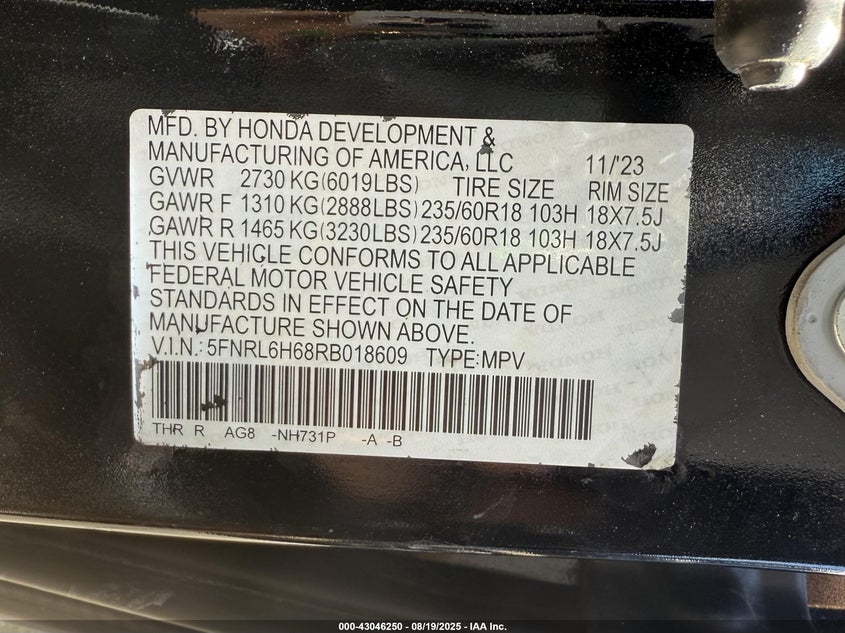 MFD. BY HONDA DEVELOPMENT &
MANUFACTURING OF AMERICA, LLC 11/'23
GVWR 2730 KG(6019LBS) TIRE SIZE RIM SIZE
GAWR F 1310 KG(2888LBS) 235/60R18 103H 18X7.5J
GAWR R 1465 KG(3230LBS) 235/60R18 103H 18X7.5J
THIS VEHICLE CONFORMS TO ALL APPLICABLE
FEDERAL MOTOR VEHICLE SAFETY
STANDARDS IN EFFECT ON THE DATE OF
MANUFACTURE SHOWN ABOVE.
V.I.N.: 5FNRL6H68RB018609 TYPE:MPV
THR R AG8 -NH731P -A -B
000-43046250 - 08/19/2025 - IAA Inc.